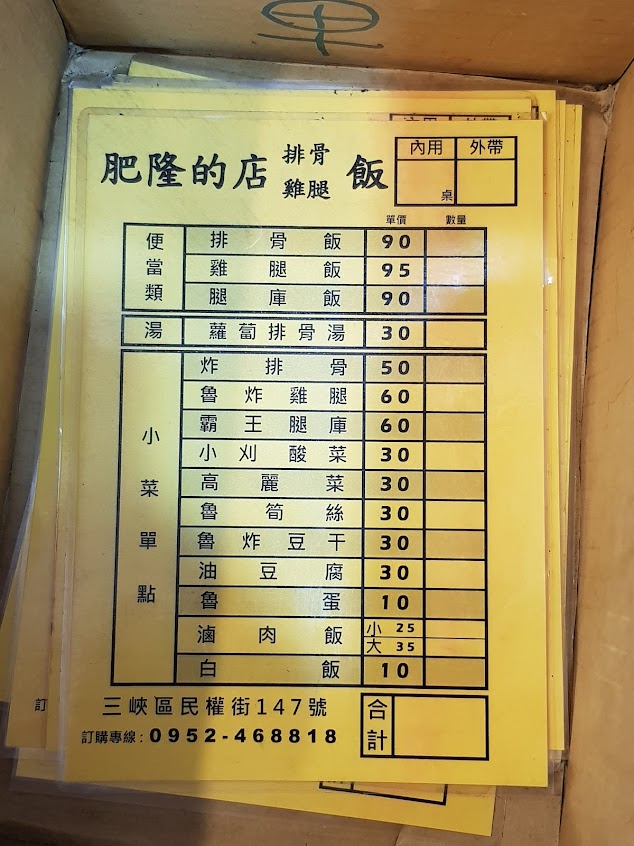 肥隆的店 排骨 雞腿 飯
內用 外帶
桌
單價 數量
便當類
排骨飯 90
雞腿飯 95
腿庫飯 90
湯 蘿蔔排骨湯 30
小菜單點
炸排骨 50
魯炸雞腿 60
霸王腿庫 60
小刈酸菜 30
高麗菜 30
魯筍絲 30
魯炸豆干 30
油豆腐 30
魯蛋 10
滷肉飯 小 25
大 35
白飯 10
三峽區民權街147號
訂購專線:0952-468818
合計
訂